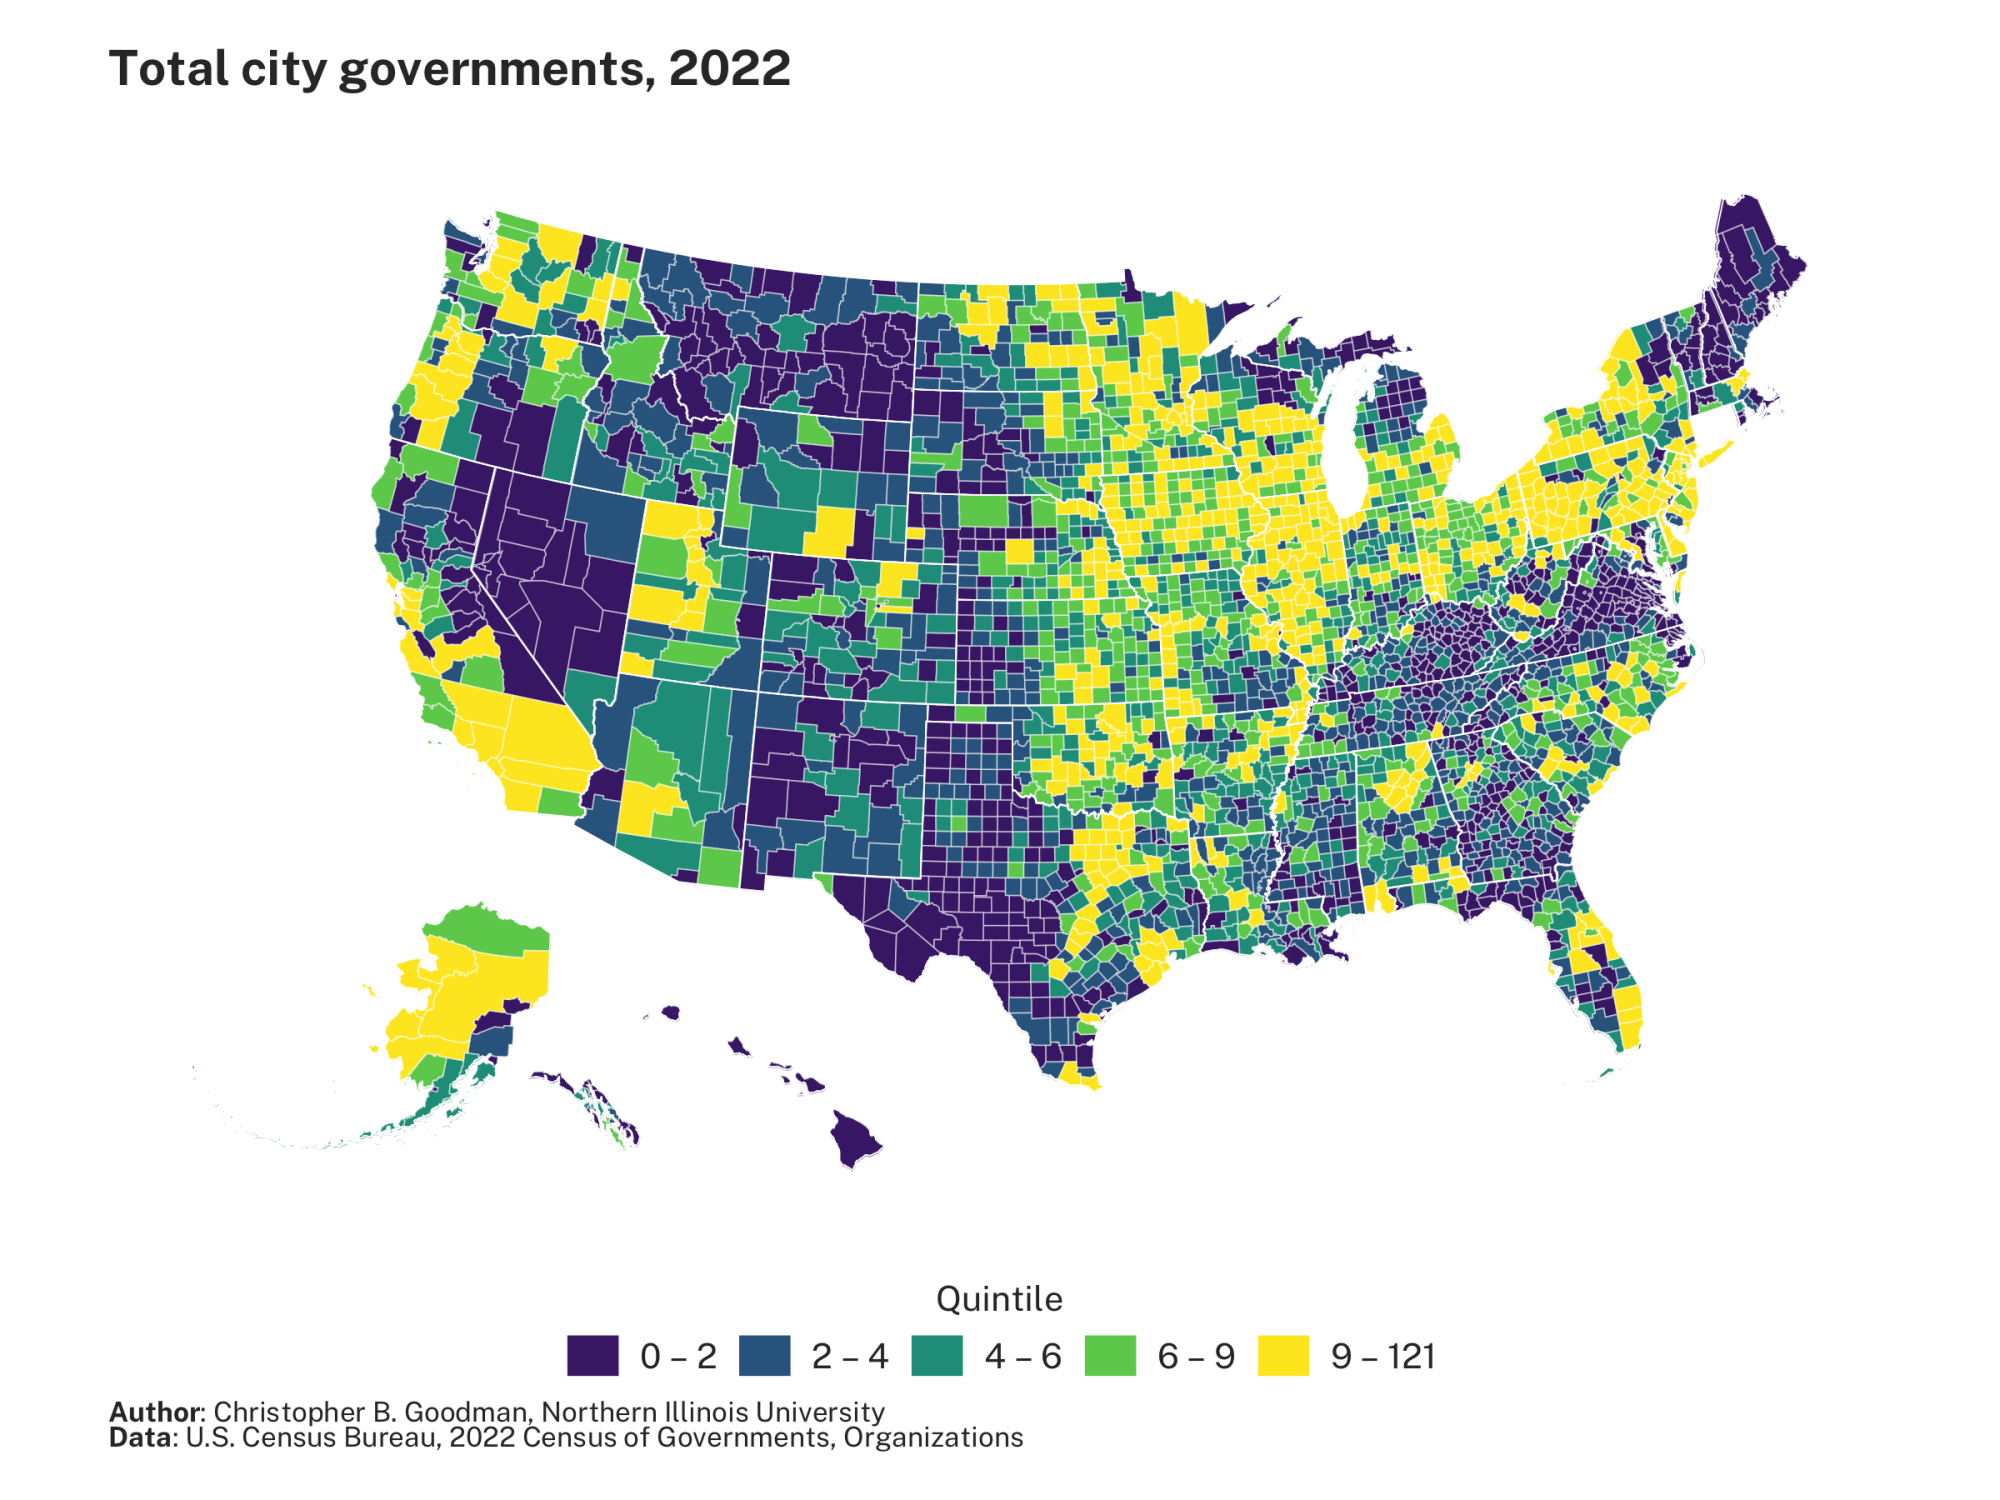 Total city governments, 2022
Quintile
0 – 2 2 – 4 4 – 6 6 – 9 9 – 121
Author: Christopher B. Goodman, Northern Illinois University
Data: U.S. Census Bureau, 2022 Census of Governments, Organizations